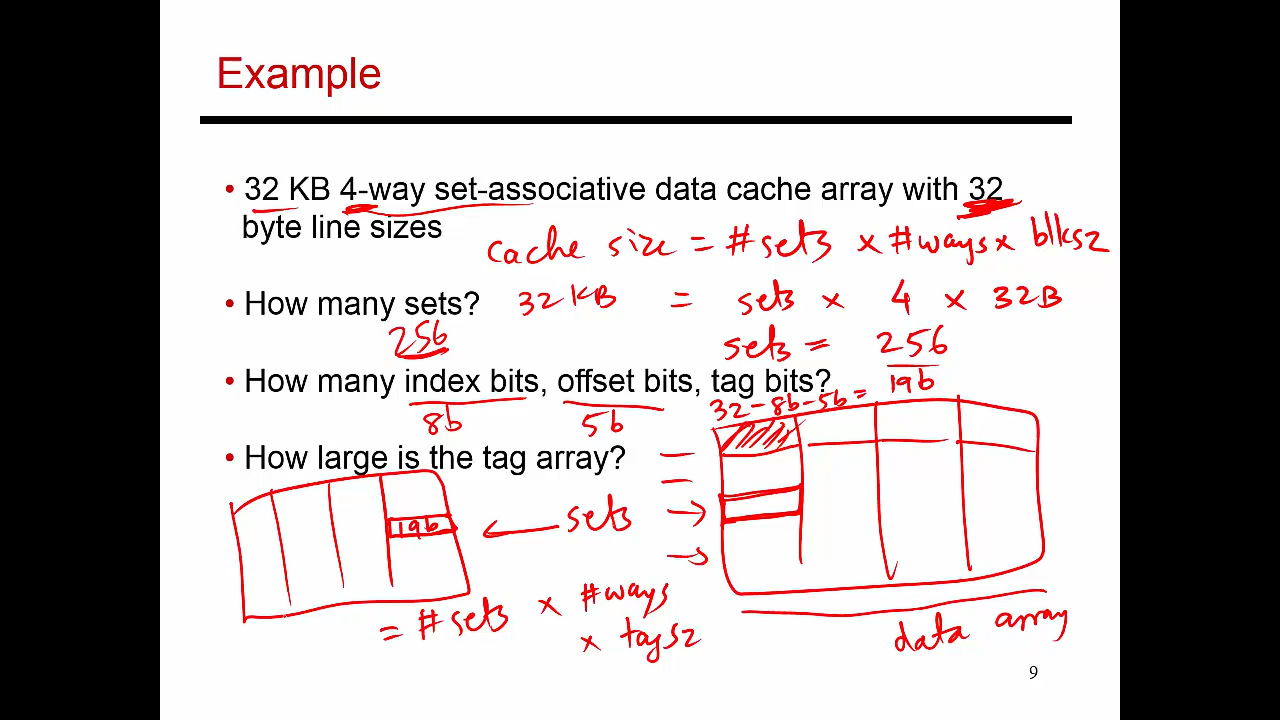 Example
• 32 KB 4-way set-associative data cache array with 32
byte line sizes
cache size = #sets x #ways x blksz
• How many sets?
32 KB = sets x 4 x 32B
256
sets = 256
• How many index bits, offset bits, tag bits?
19b
8b
5b
32 - 8b - 5b =
• How large is the tag array?
19b
sets
= #sets x #ways
x tagsz
data array
9